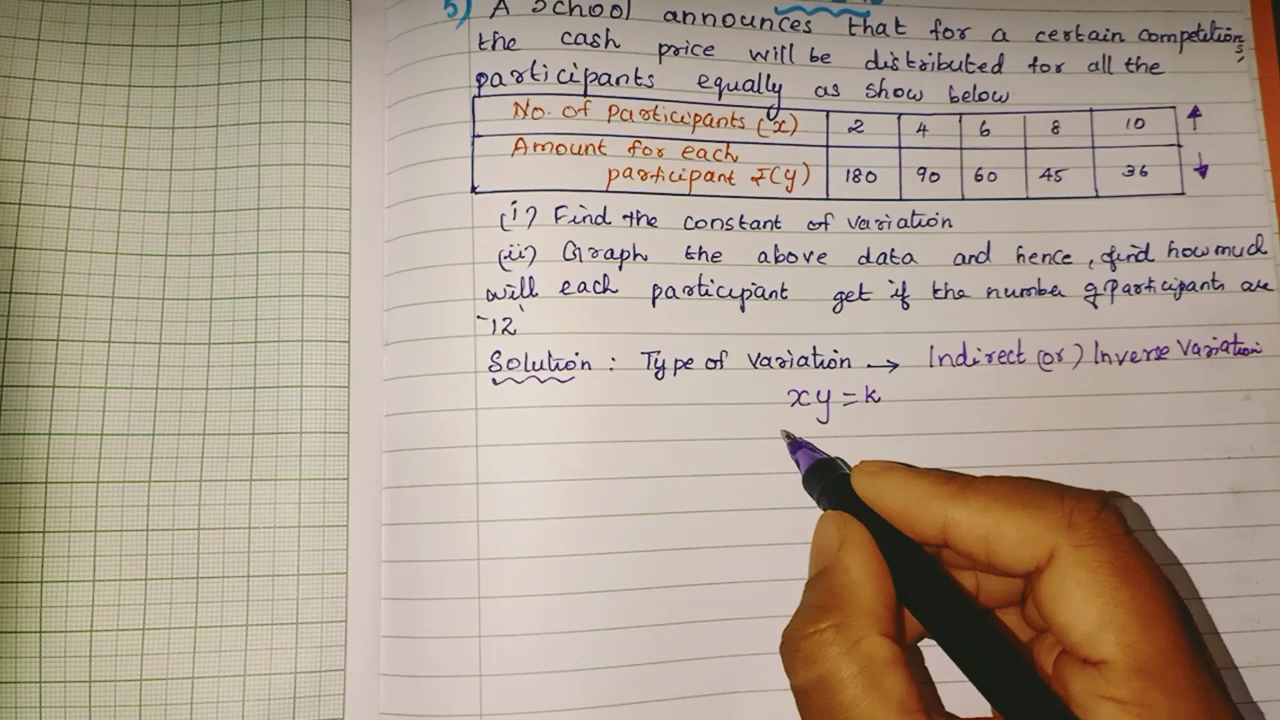 5) A School announces that for a certain competitions,
the cash price will be distributed for all the
participants equally as show below
No. of participants (x) 2 4 6 8 10
Amount for each
participant ₹(y) 180 90 60 45 36
(i) Find the constant of variation
(ii) Graph the above data and hence, find how much
will each participant get if the number of participants are
12
Solution : Type of variation → Indirect (or) Inverse Variation
xy = k